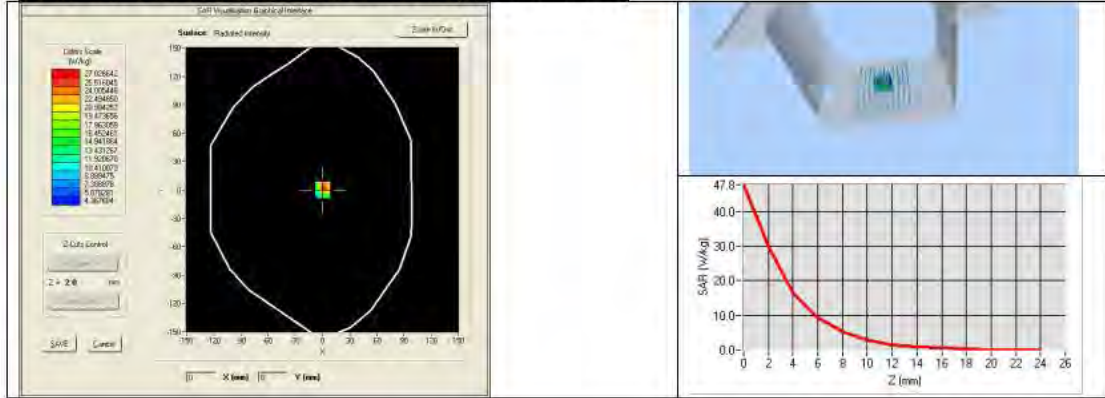 SAR Visualisation Graphical Interface
Surface: Radiated Intensity
Zoom In/Out
Colors Scale
(W/kg)
27.026642
25.516045
24.005448
22.494850
20.984253
19.473656
17.963059
16.452461
14.941864
13.431267
11.920670
10.410073
8.899475
7.388878
5.878281
4.367684
150
120
90
60
30
0
-30
-60
-90
-120
-150
-150 -120 -90 -60 -30 0 30 60 90 120 150
X
Z Cuts Control
Z = 2.0 mm
SAVE Cancel
0 X (mm) 0 Y (mm)
47.8
40.0
30.0
20.0
10.0
0.0
SAR (W/kg)
0 2 4 6 8 10 12 14 16 18 20 22 24 26
Z (mm)